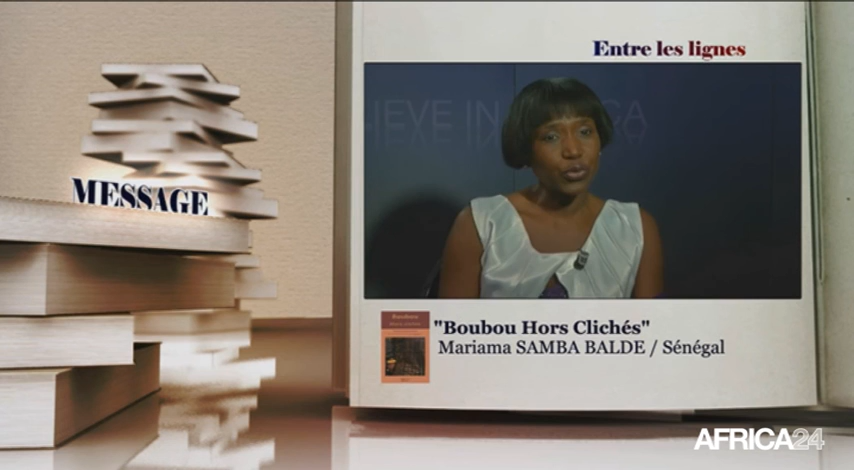 Entre les lignes
MESSAGE
"Boubou Hors Clichés"
Mariama SAMBA BALDE / Sénégal
AFRICA24